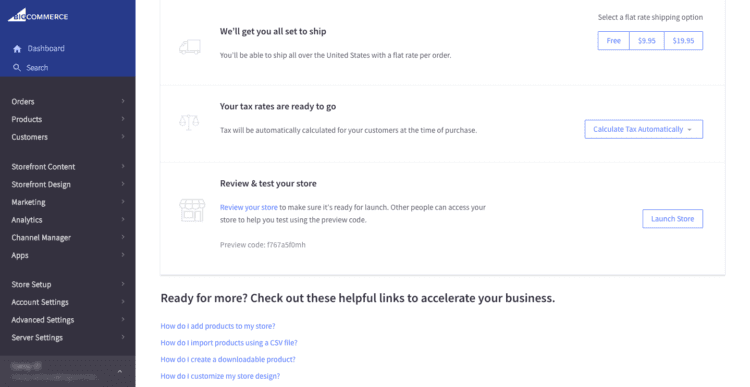 BIGCOMMERCE
Dashboard
Search
Orders
Products
Customers
Storefront Content
Storefront Design
Marketing
Analytics
Channel Manager
Apps
Store Setup
Account Settings
Advanced Settings
Server Settings
We'll get you all set to ship
You'll be able to ship all over the United States with a flat rate per order.
Select a flat rate shipping option
Free $9.95 $19.95
Your tax rates are ready to go
Tax will be automatically calculated for your customers at the time of purchase.
Calculate Tax Automatically
Review & test your store
Review your store to make sure it's ready for launch. Other people can access your
store to help you test using the preview code.
Preview code: f767a5f0mh
Launch Store
Ready for more? Check out these helpful links to accelerate your business.
How do I add products to my store?
How do I import products using a CSV file?
How do I create a downloadable product?
How do I customize my store design?